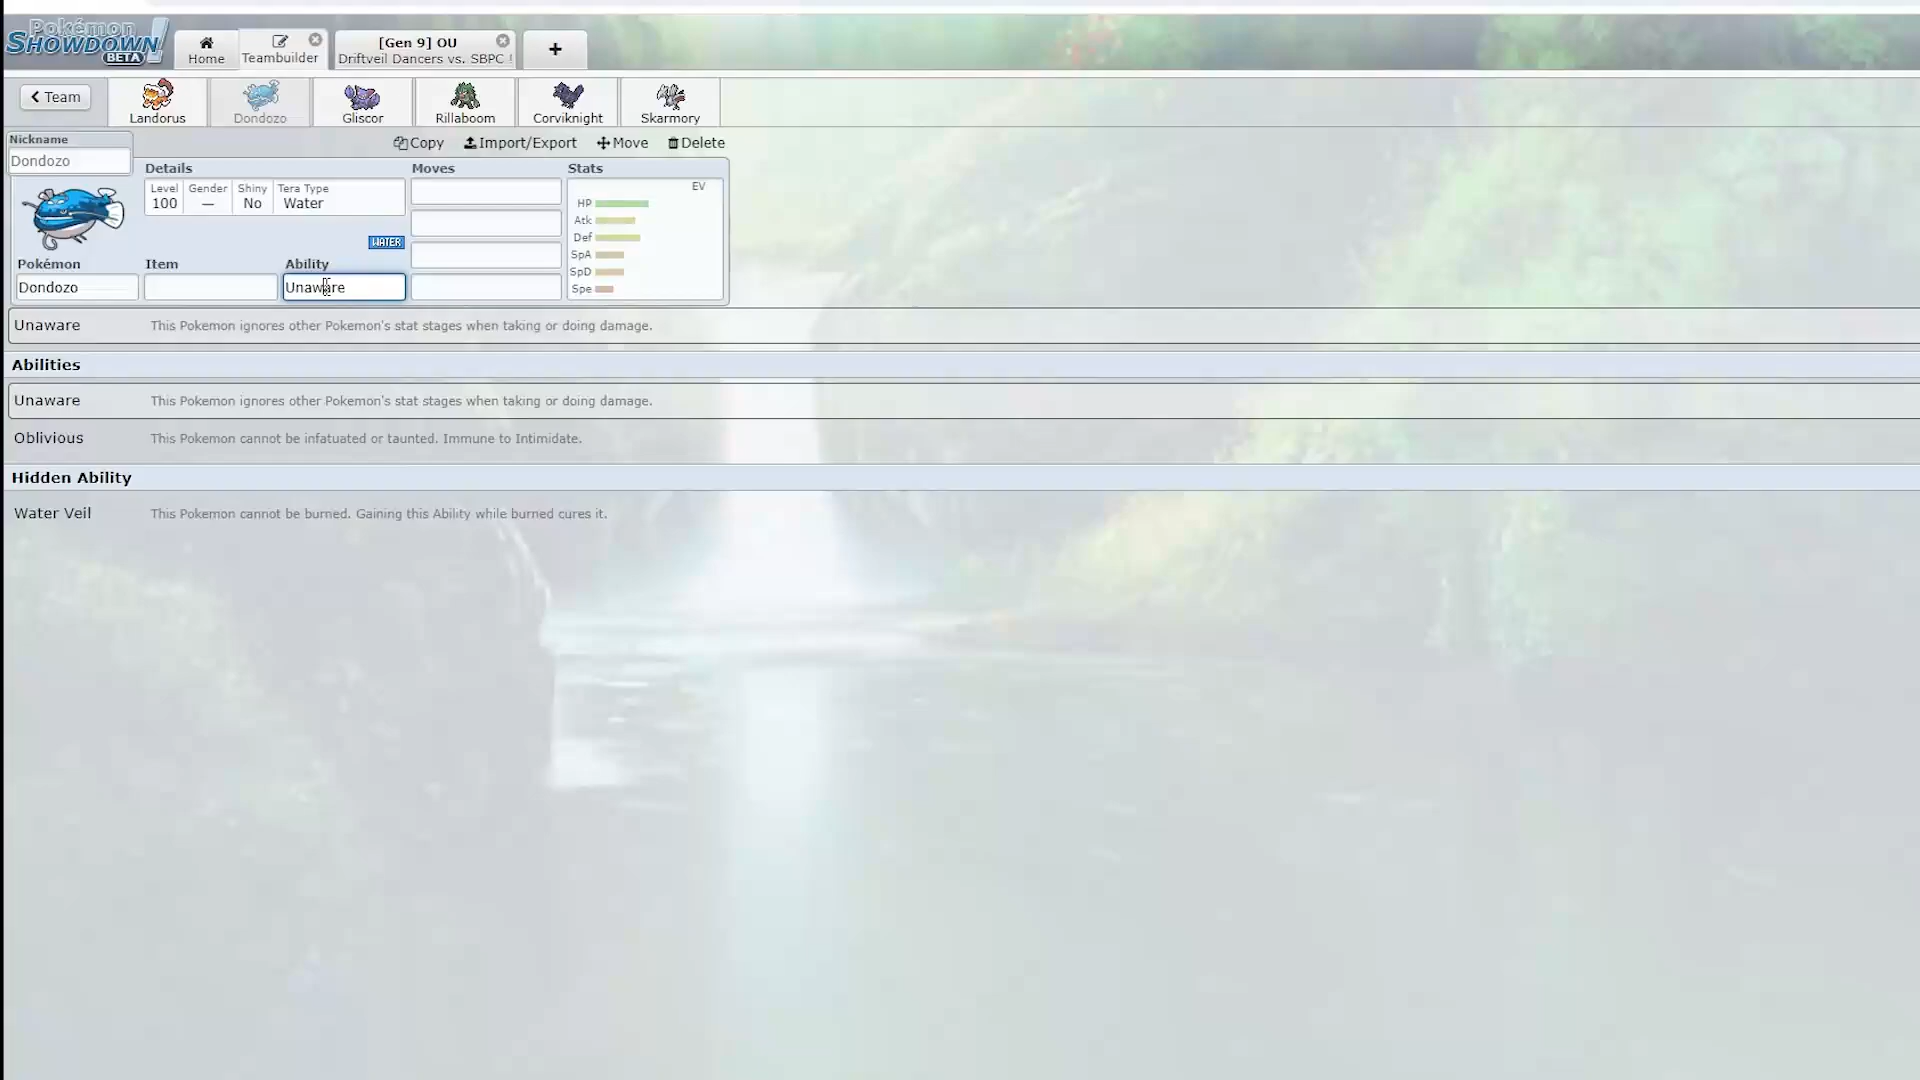 Pokémon
SHOWDOWN!
BETA
Home
Teambuilder
[Gen 9] OU
Driftveil Dancers vs. SBPC !
+
Team
Landorus
Dondozo
Gliscor
Rillaboom
Corviknight
Skarmory
Nickname
Dondozo
Copy
Import/Export
Move
Delete
Details
Moves
Stats
Level
Gender
Shiny
Tera Type
100
—
No
Water
EV
HP
Atk
Def
SpA
SpD
Spe
WATER
Pokémon
Item
Ability
Dondozo
Unaware
Unaware This Pokemon ignores other Pokemon's stat stages when taking or doing damage.
Abilities
Unaware This Pokemon ignores other Pokemon's stat stages when taking or doing damage.
Oblivious This Pokemon cannot be infatuated or taunted. Immune to Intimidate.
Hidden Ability
Water Veil This Pokemon cannot be burned. Gaining this Ability while burned cures it.